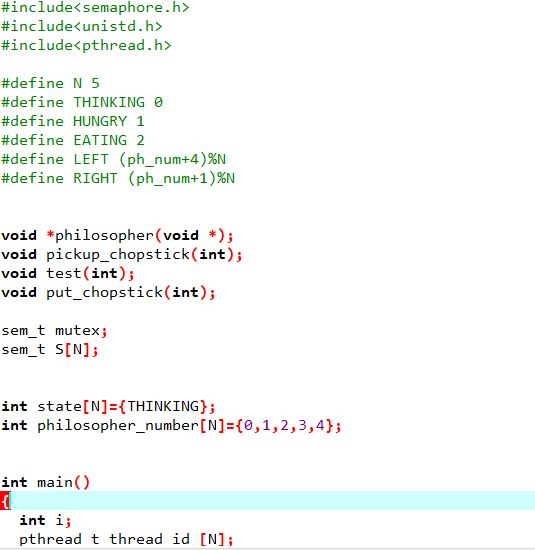 #include<semaphore.h>
#include<unistd.h>
#include<pthread.h>
#define N 5
#define THINKING 0
#define HUNGRY 1
#define EATING 2
#define LEFT (ph_num+4)%N
#define RIGHT (ph_num+1)%N
void *philosopher(void *);
void pickup_chopstick(int);
void test(int);
void put_chopstick(int);
sem_t mutex;
sem_t S[N];
int state[N]={THINKING};
int philosopher_number[N]={0,1,2,3,4};
int main()
{
int i;
pthread_t thread_id [N];